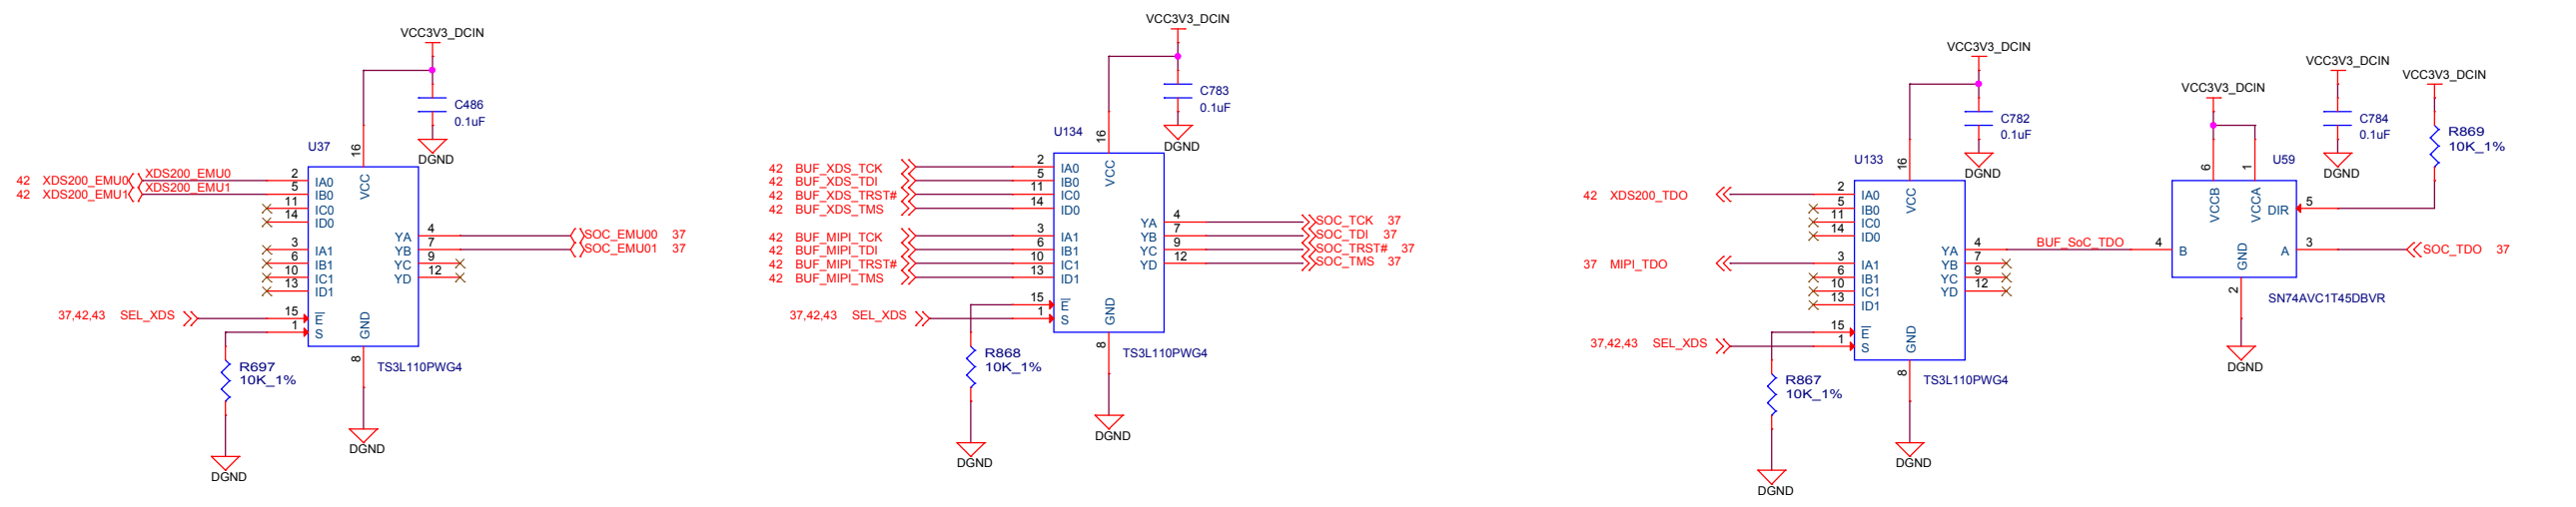 VCC3V3_DCIN
C486
0.1uF
DGND
U37
16
VCC
42 XDS200_EMU0 XDS200_EMU0 2 IA0
42 XDS200_EMU1 XDS200_EMU1 5 IB0
11 IC0
14 ID0
YA 4 SOC_EMU00 37
YB 7 SOC_EMU01 37
YC 9
YD 12
3 IA1
6 IB1
10 IC1
13 ID1
37,42,43 SEL_XDS 15 E
1 S
GND
8
TS3L110PWG4
R697
10K_1%
DGND
DGND
VCC3V3_DCIN
C783
0.1uF
DGND
U134
16
VCC
42 BUF_XDS_TCK 2 IA0
42 BUF_XDS_TDI 5 IB0
42 BUF_XDS_TRST# 11 IC0
42 BUF_XDS_TMS 14 ID0
YA 4 SOC_TCK 37
YB 7 SOC_TDI 37
YC 9 SOC_TRST# 37
YD 12 SOC_TMS 37
42 BUF_MIPI_TCK 3 IA1
42 BUF_MIPI_TDI 6 IB1
42 BUF_MIPI_TRST# 10 IC1
42 BUF_MIPI_TMS 13 ID1
15 E
37,42,43 SEL_XDS 1 S
GND
8
TS3L110PWG4
R868
10K_1%
DGND
DGND
VCC3V3_DCIN
C782
0.1uF
DGND
U133
16
VCC
42 XDS200_TDO 2 IA0
5 IB0
11 IC0
14 ID0
YA 4 BUF_SoC_TDO
YB 7
YC 9
YD 12
37 MIPI_TDO 3 IA1
6 IB1
10 IC1
13 ID1
15 E
37,42,43 SEL_XDS 1 S
GND
8
TS3L110PWG4
R867
10K_1%
DGND
DGND
VCC3V3_DCIN
6
1
U59
VCCB
VCCA
DIR 5
4 B
GND
A 3 SOC_TDO 37
2
SN74AVC1T45DBVR
DGND
VCC3V3_DCIN
C784
0.1uF
DGND
VCC3V3_DCIN
R869
10K_1%